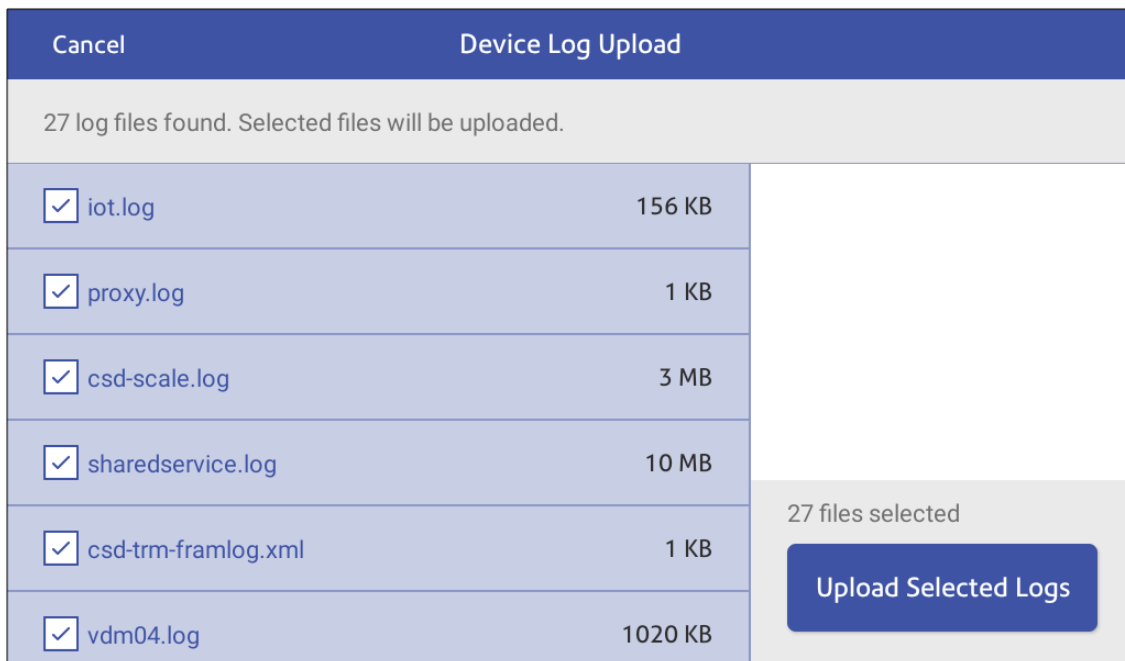 Cancel Device Log Upload
27 log files found. Selected files will be uploaded.
iot.log 156 KB
proxy.log 1 KB
csd-scale.log 3 MB
sharedservice.log 10 MB
csd-trm-framlog.xml 1 KB
vdm04.log 1020 KB
27 files selected
Upload Selected Logs